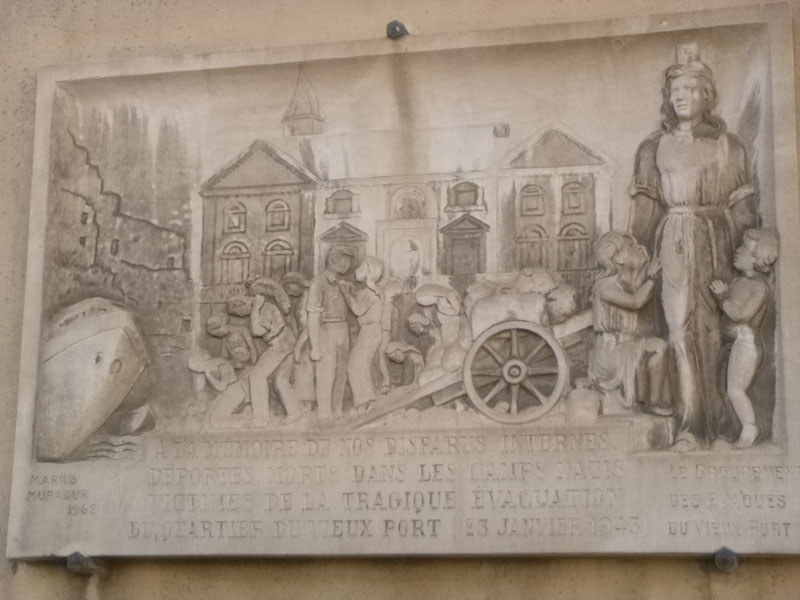 A LA MEMOIRE DE NOS DISPARUS. INTERNES.
DEPORTES. MORTS DANS LES CAMPS NAZIS
VICTIMES DE LA TRAGIQUE EVACUATION
DU QUARTIER DU VIEUX PORT 23 JANVIER 1943
MARIUS
1962
LE GROUPEMENT
DES EVACUES
DU VIEUX PORT